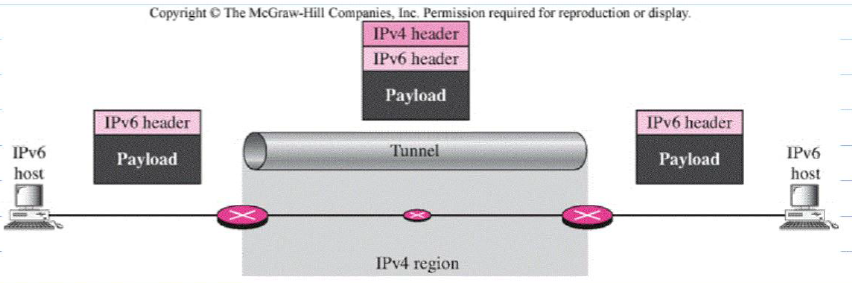 Copyright © The McGraw-Hill Companies, Inc. Permission required for reproduction or display.
IPv4 header
IPv6 header
Payload
IPv6 header
Payload
IPv6 header
Payload
IPv6
host
Tunnel
IPv6
host
IPv4 region